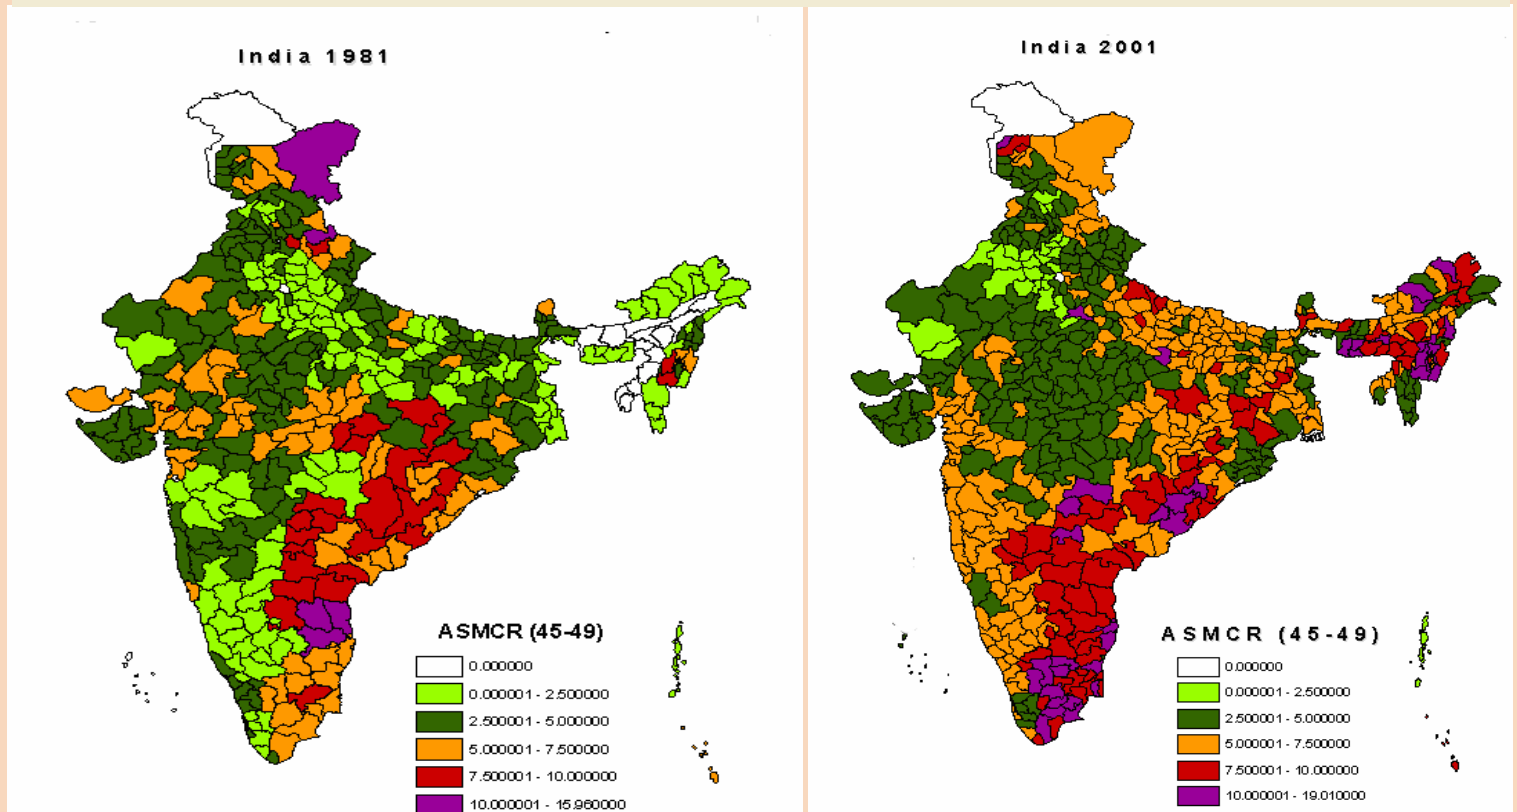 India 1981
ASMCR (45-49)
0.000000
0.000001 - 2.500000
2.500001 - 5.000000
5.000001 - 7.500000
7.500001 - 10.000000
10.000001 - 15.960000
India 2001
ASMCR (45-49)
0.000000
0.000001 - 2.500000
2.500001 - 5.000000
5.000001 - 7.500000
7.500001 - 10.000000
10.000001 - 19.010000